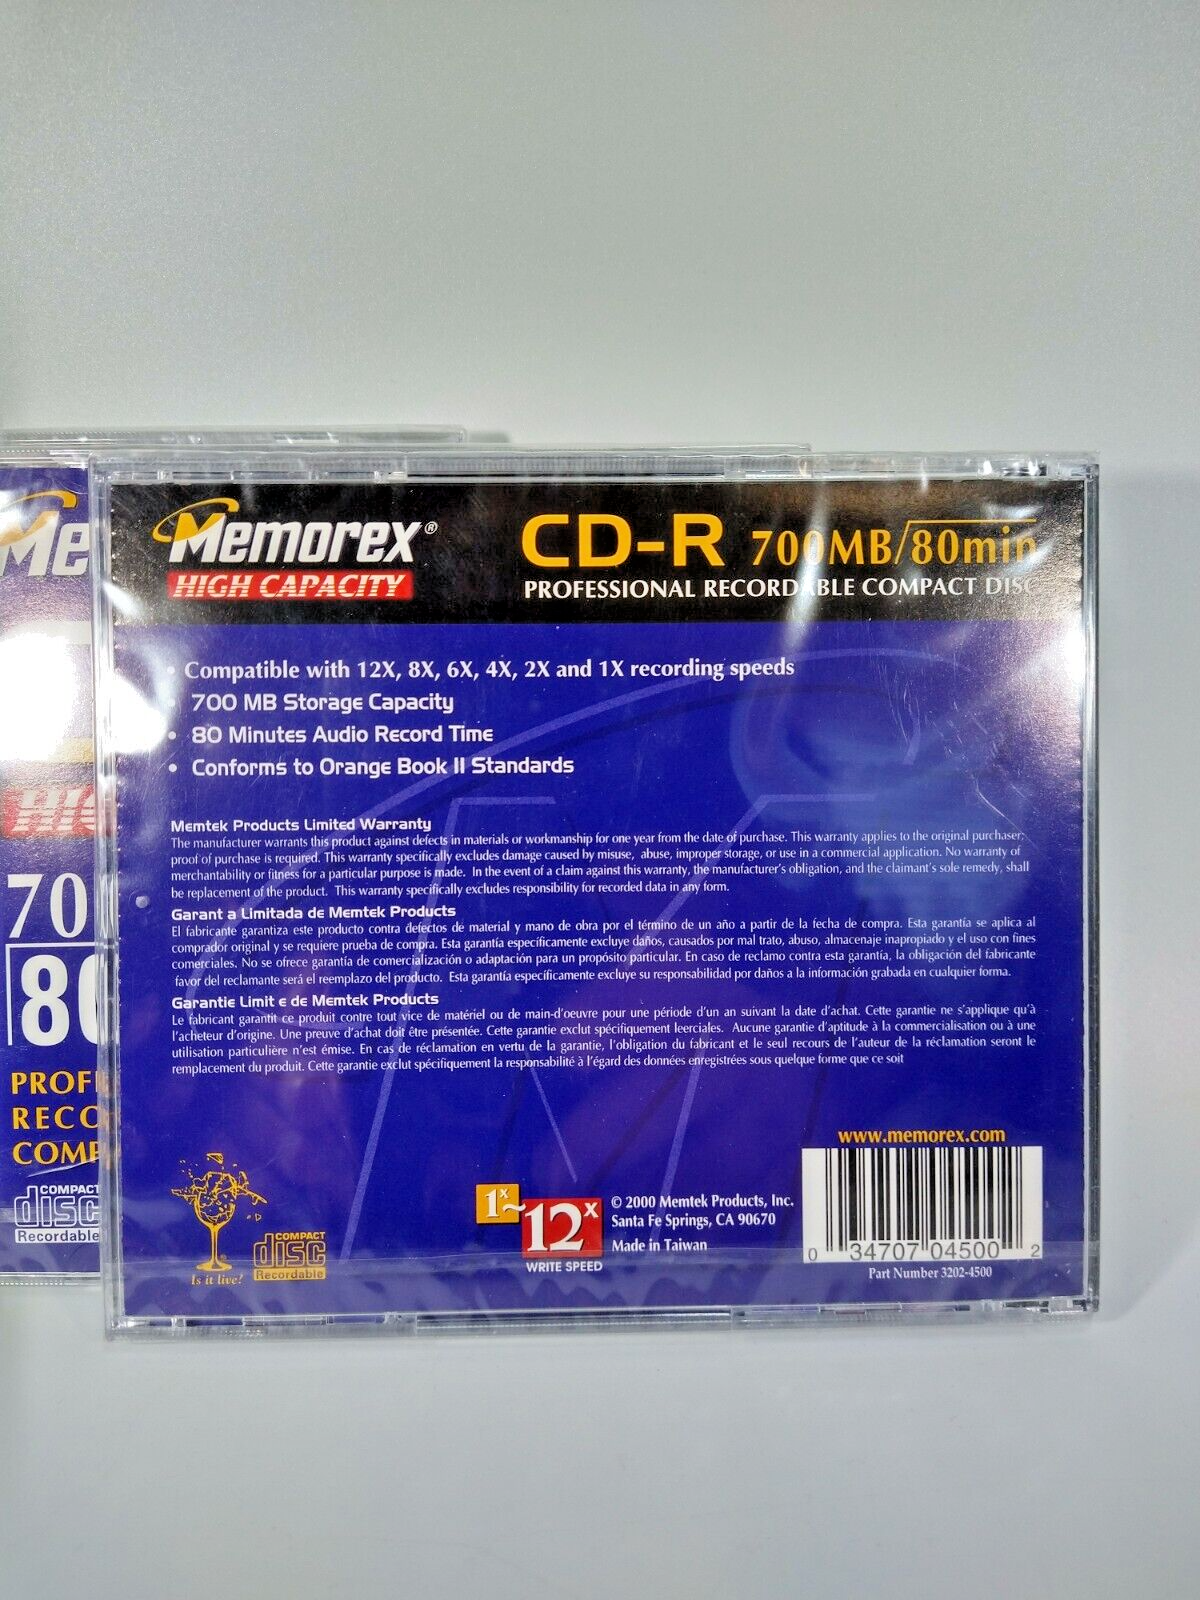 Memorex®
HIGH CAPACITY
CD-R 700MB/80min
PROFESSIONAL RECORDABLE COMPACT DISC
• Compatible with 12X, 8X, 6X, 4X, 2X and 1X recording speeds
• 700 MB Storage Capacity
• 80 Minutes Audio Record Time
• Conforms to Orange Book II Standards
Memtek Products Limited Warranty
The manufacturer warrants this product against defects in materials or workmanship for one year from the date of purchase. This warranty applies to the original purchaser;
proof of purchase is required. This warranty specifically excludes damage caused by misuse, abuse, improper storage, or use in a commercial application. No warranty of
merchantability or fitness for a particular purpose is made. In the event of a claim against this warranty, the manufacturer's obligation, and the claimant's sole remedy, shall
be replacement of the product. This warranty specifically excludes responsibility for recorded data in any form.
Garant a Limitada de Memtek Products
El fabricante garantiza este producto contra defectos de material y mano de obra por el término de un año a partir de la fecha de compra. Esta garantía se aplica al
comprador original y se requiere prueba de compra. Esta garantía específicamente excluye daños, causados por mal trato, abuso, almacenaje inapropiado y el uso con fines
comerciales. No se ofrece garantía de comercialización o adaptación para un propósito particular. En caso de reclamo contra esta garantía, la obligación del fabricante
favor del reclamante será el reemplazo del producto. Esta garantía específicamente excluye su responsabilidad por daños a la información grabada en cualquier forma.
Garantie Limit e de Memtek Products
Le fabricant garantit ce produit contre tout vice de matériel ou de main-d'oeuvre pour une période d'un an suivant la date d'achat. Cette garantie ne s'applique qu'à
l'acheteur d'origine. Une preuve d'achat doit être présentée. Cette garantie exclut spécifiquement leerciales. Aucune garantie d'aptitude à la commercialisation ou à une
utilisation particulière n'est émise. En cas de réclamation en vertu de la garantie, l'obligation du fabricant et le seul recours de l'auteur de la réclamation seront le
remplacement du produit. Cette garantie exclut spécifiquement la responsabilité à l'égard des données enregistrées sous quelque forme que ce soit
www.memorex.com
Is it live?
COMPACT
disc
Recordable
1x~12x
WRITE SPEED
© 2000 Memtek Products, Inc.
Santa Fe Springs, CA 90670
Made in Taiwan
0 34707 04500 2
Part Number 3202-4500
Me
HIG
70
80
PROF
RECO
COMP
COMPACT
disc
Recordable